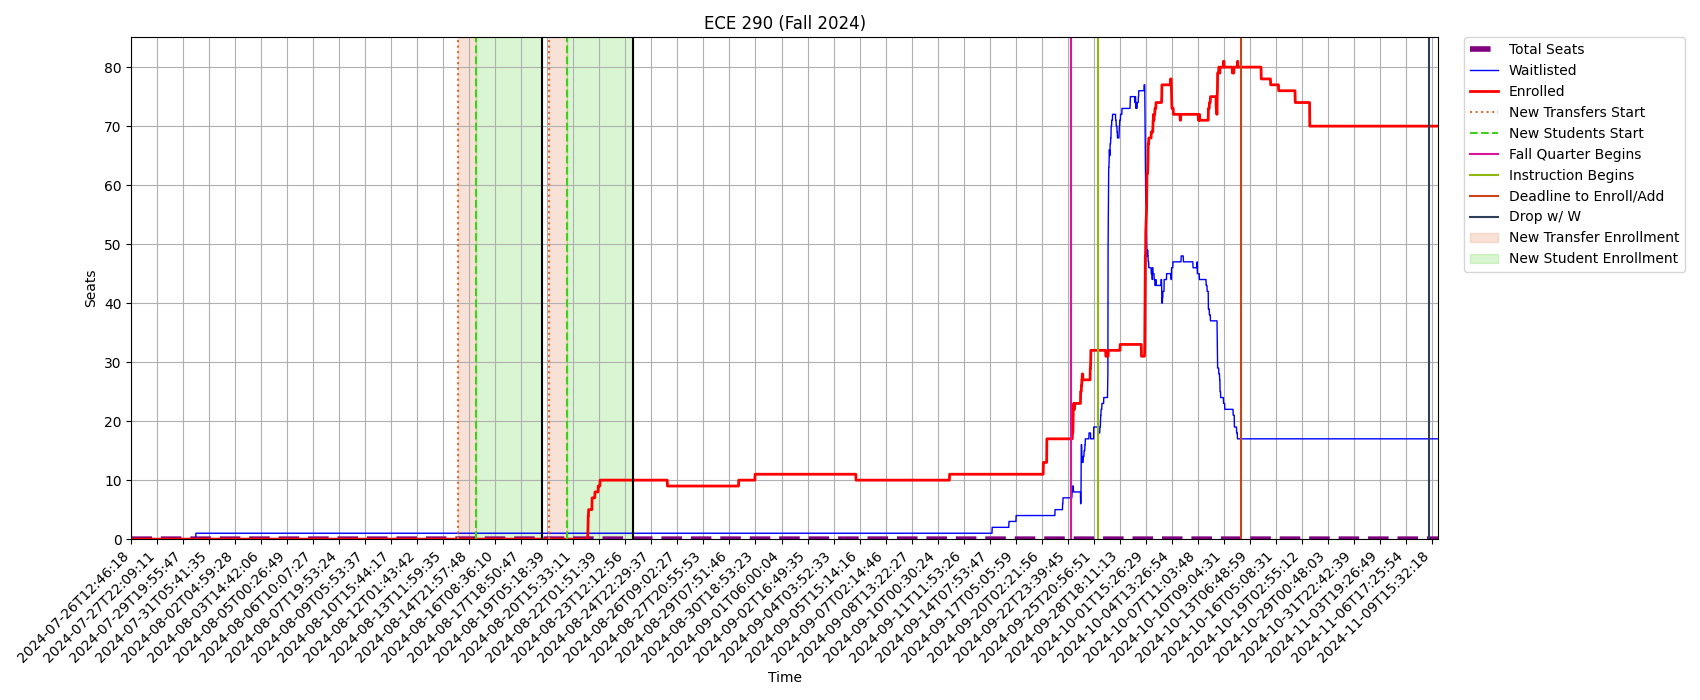 ECE 290 (Fall 2024)
Seats
80
70
60
50
40
30
20
10
0
2024-07-26T12:46:18
2024-07-27T22:09:11
2024-07-29T19:55:47
2024-07-31T05:41:35
2024-08-02T04:59:28
2024-08-03T14:42:06
2024-08-05T00:26:49
2024-08-06T10:07:27
2024-08-07T19:53:24
2024-08-09T05:53:37
2024-08-10T15:44:17
2024-08-12T01:43:42
2024-08-13T11:59:35
2024-08-14T21:57:48
2024-08-16T08:36:10
2024-08-17T18:50:47
2024-08-19T05:18:39
2024-08-20T15:33:11
2024-08-22T01:51:39
2024-08-23T12:12:56
2024-08-24T22:29:37
2024-08-26T09:02:27
2024-08-27T20:55:53
2024-08-29T07:51:46
2024-08-30T18:53:23
2024-09-01T06:00:04
2024-09-02T16:49:35
2024-09-04T03:52:33
2024-09-05T15:14:16
2024-09-07T02:14:46
2024-09-08T13:22:27
2024-09-10T00:30:24
2024-09-11T11:53:26
2024-09-14T07:53:47
2024-09-17T05:05:59
2024-09-20T02:21:56
2024-09-22T23:39:45
2024-09-25T20:56:51
2024-09-28T18:11:13
2024-10-01T15:26:29
2024-10-04T13:26:54
2024-10-07T11:03:48
2024-10-10T09:04:31
2024-10-13T06:48:59
2024-10-16T05:08:31
2024-10-19T02:55:12
2024-10-29T00:48:03
2024-10-31T22:42:39
2024-11-03T19:26:49
2024-11-06T17:25:54
2024-11-09T15:32:18
Time
Total Seats
Waitlisted
Enrolled
New Transfers Start
New Students Start
Fall Quarter Begins
Instruction Begins
Deadline to Enroll/Add
Drop w/ W
New Transfer Enrollment
New Student Enrollment